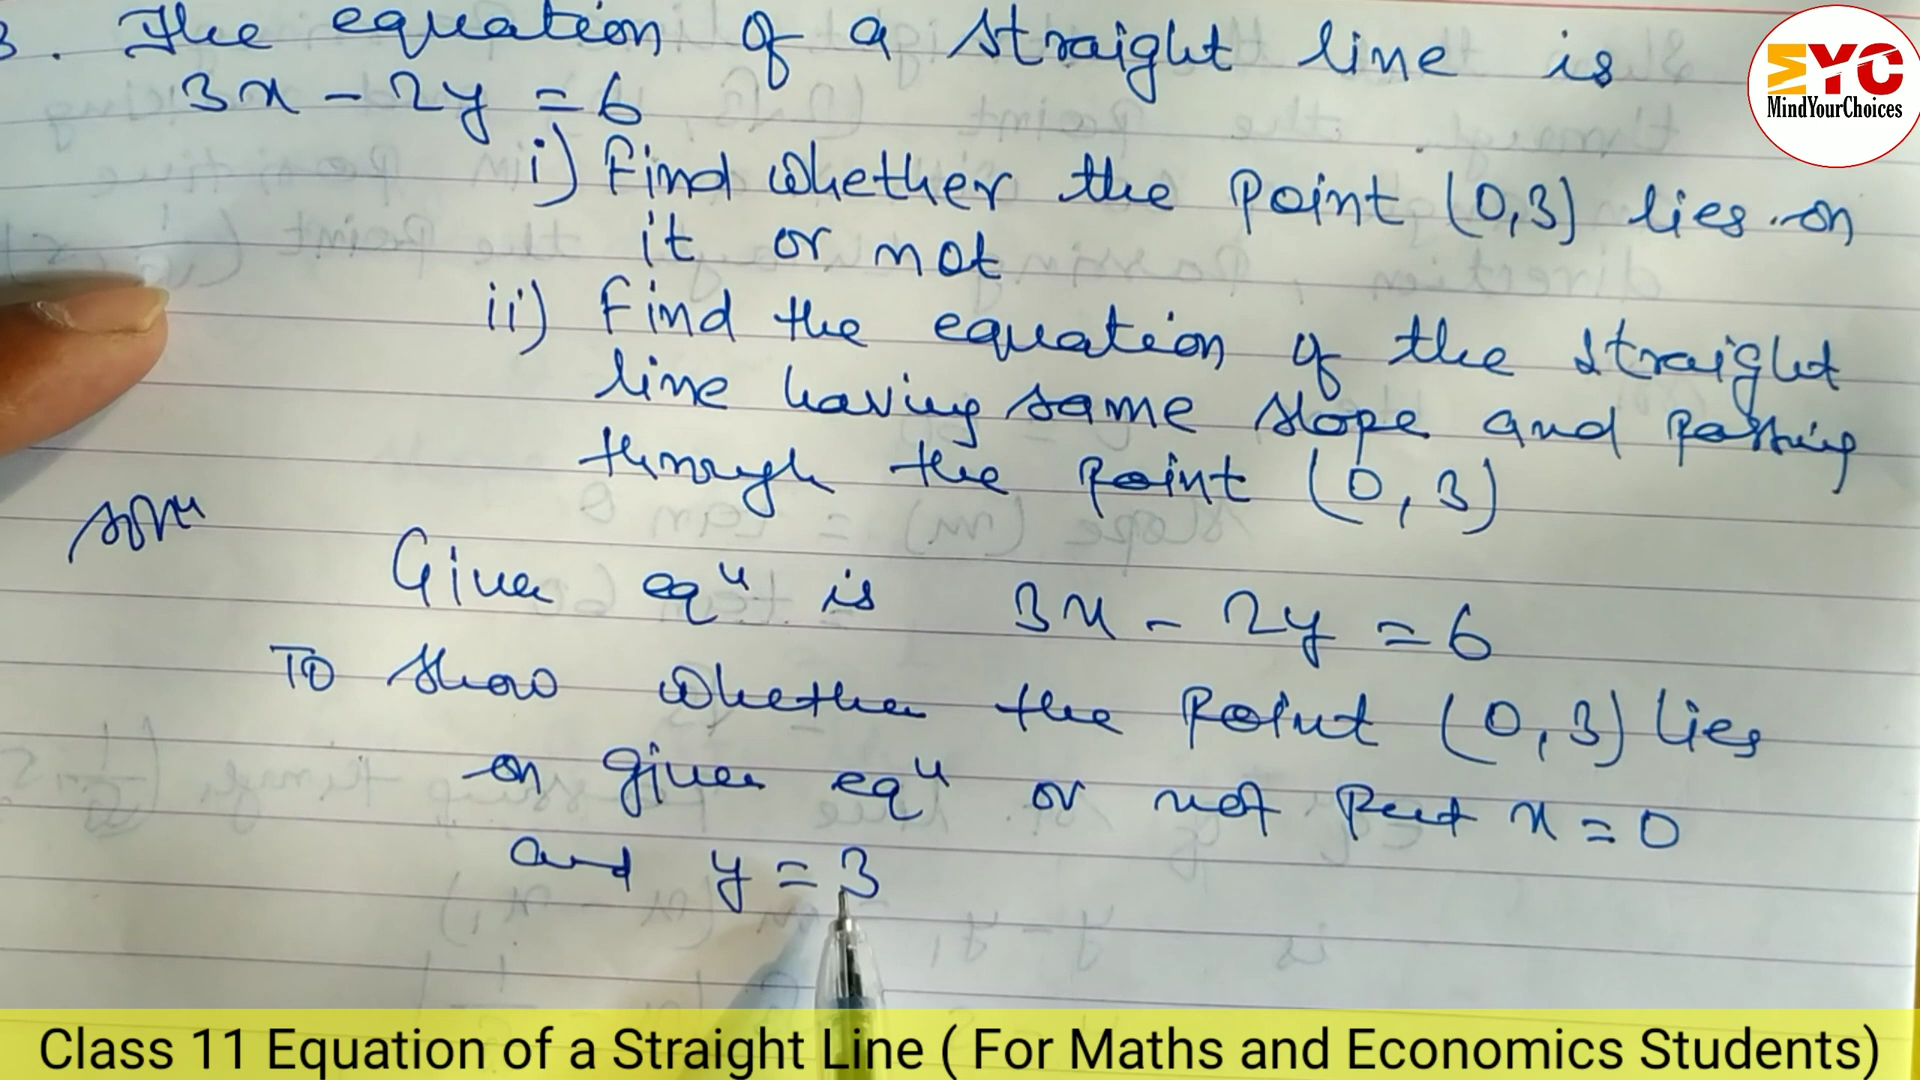 3. The equation of a straight line is
3x - 2y = 6
i) Find whether the point (0,3) lies on
it or not
ii) Find the equation of the straight
line having same slope and passing
through the point (0,3)
soln
Given eqn is 3x - 2y = 6
To show whether the point (0,3) lies
on given eqn or not put x = 0
and y = 3
MYC
MindYourChoices
Class 11 Equation of a Straight Line ( For Maths and Economics Students)